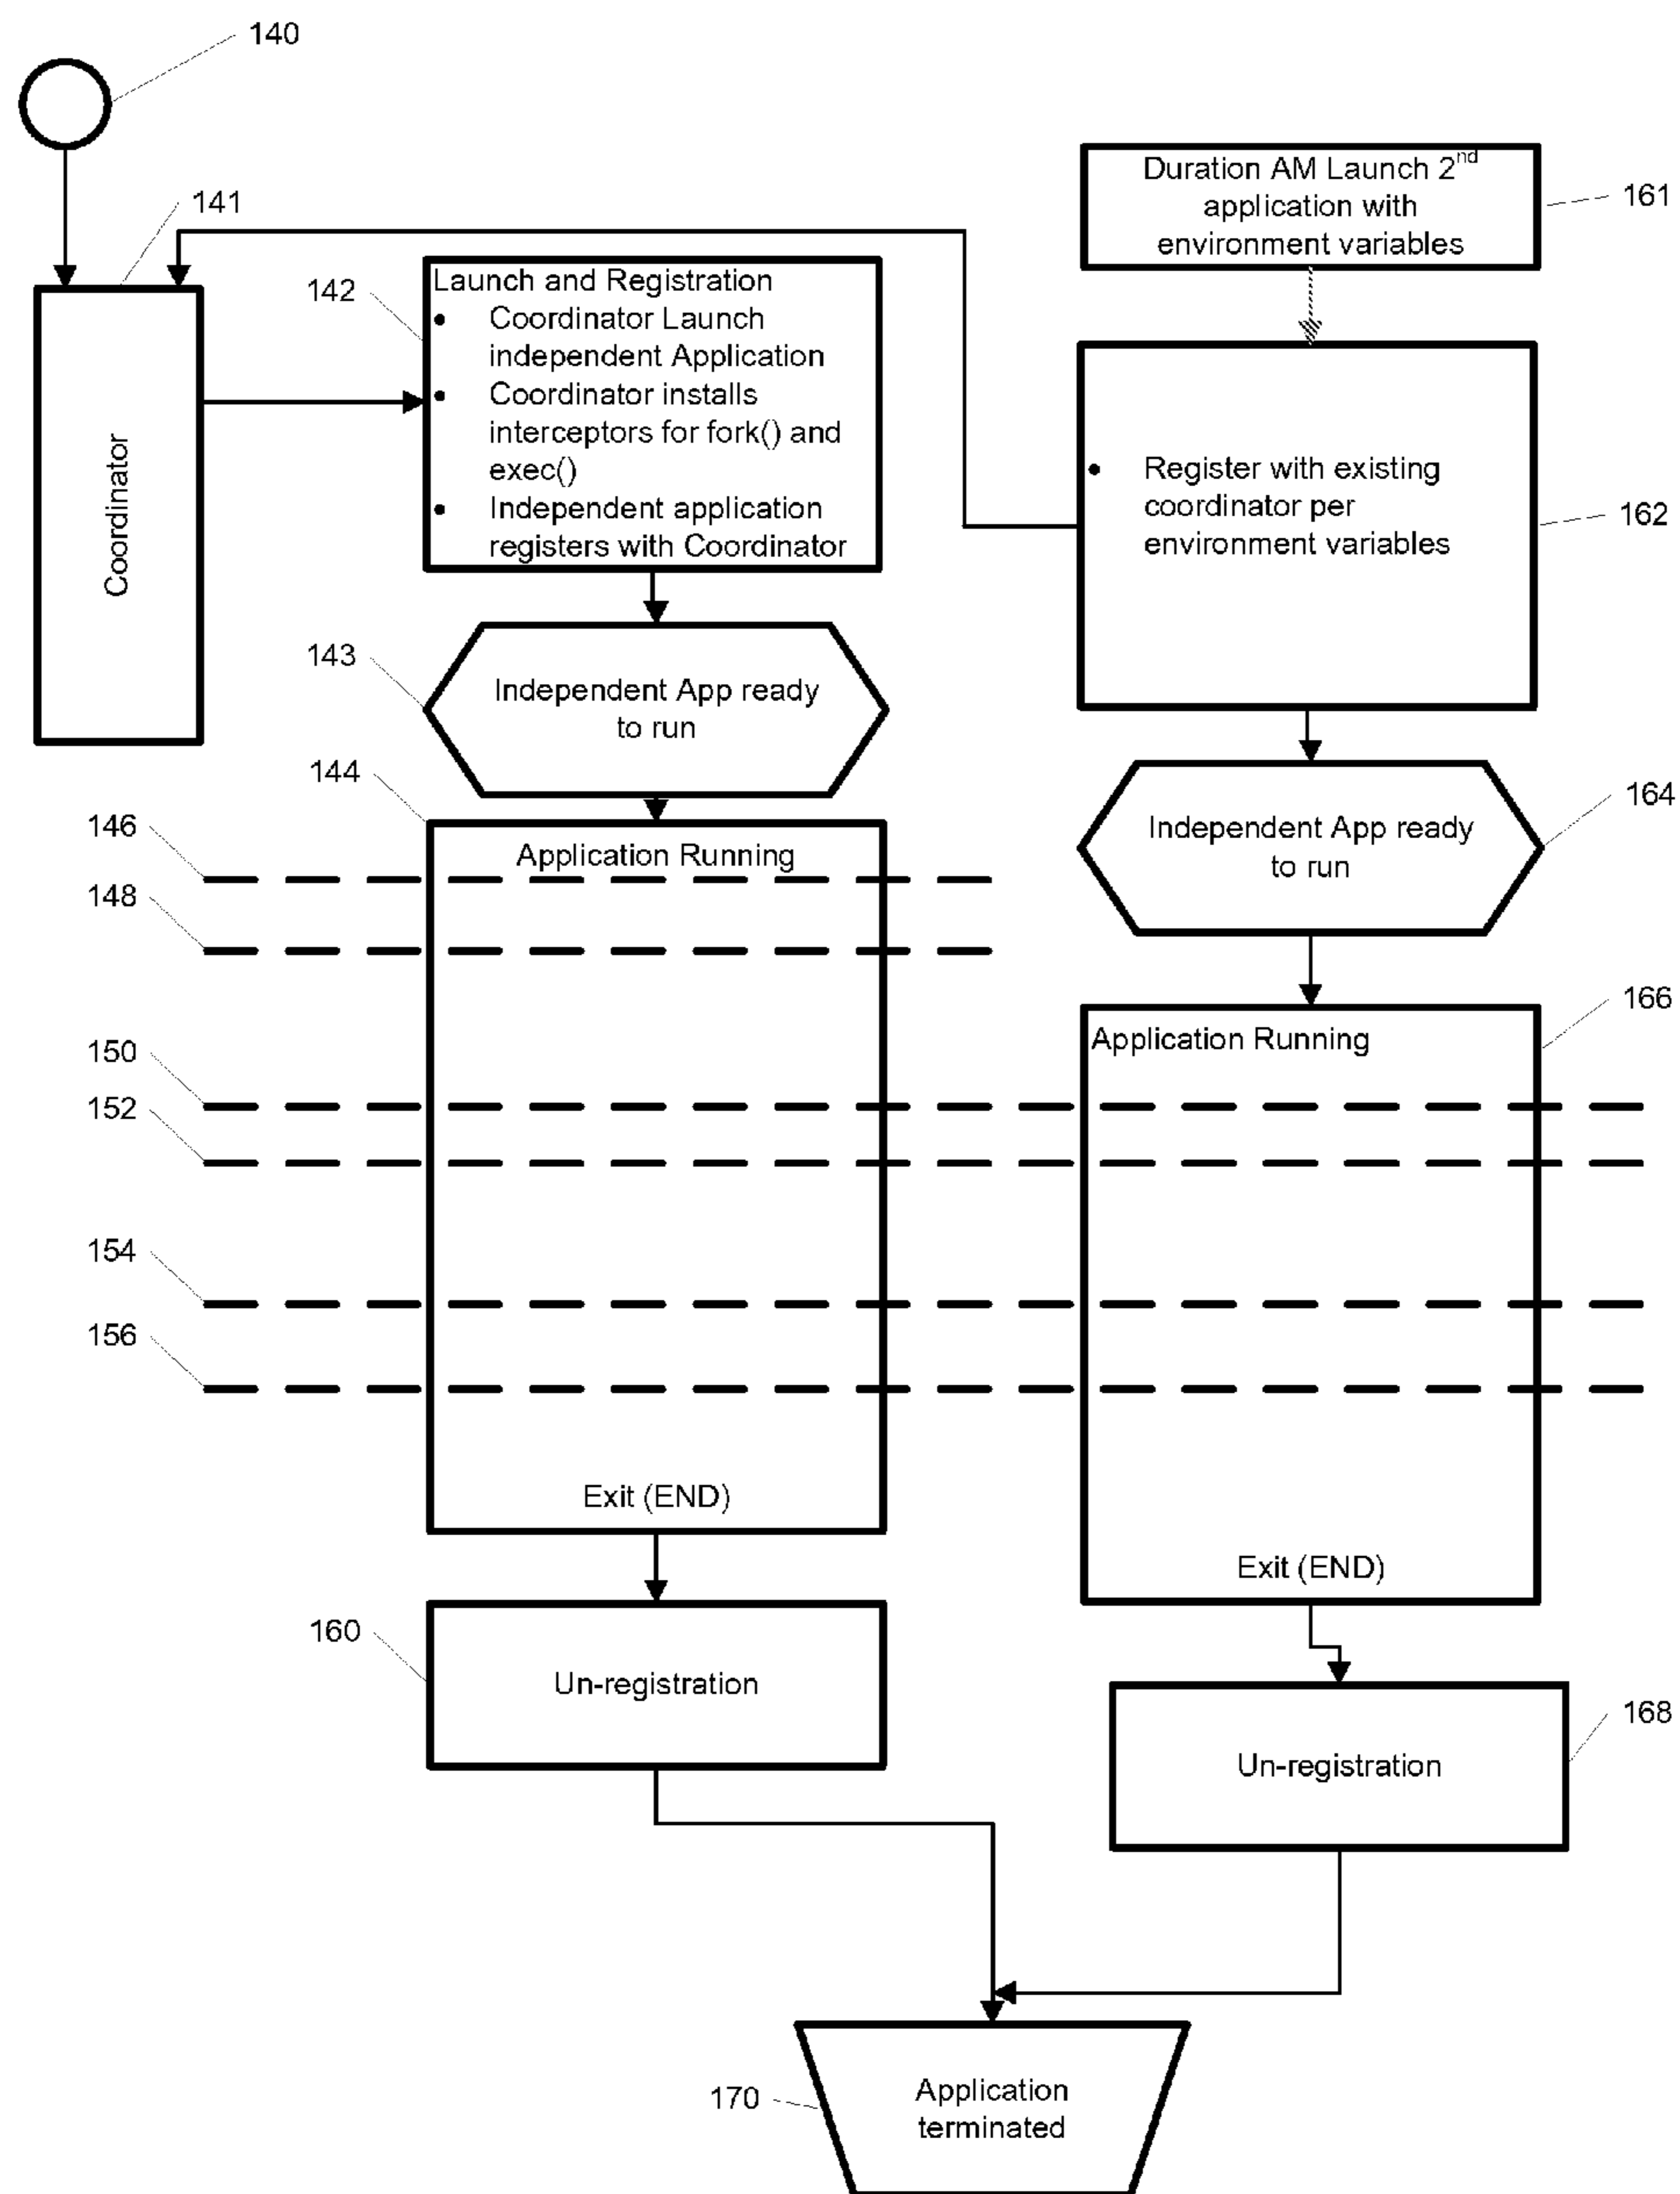 140
141
Coordinator
142
Launch and Registration
• Coordinator Launch
independent Application
• Coordinator installs
interceptors for fork() and
exec()
• Independent application
registers with Coordinator
143
Independent App ready
to run
144
Application Running
146
148
150
152
154
156
Exit (END)
160
Un-registration
Duration AM Launch 2nd
application with
environment variables
161
• Register with existing
coordinator per
environment variables
162
Independent App ready
to run
164
Application Running
166
Exit (END)
Un-registration
168
170
Application
terminated